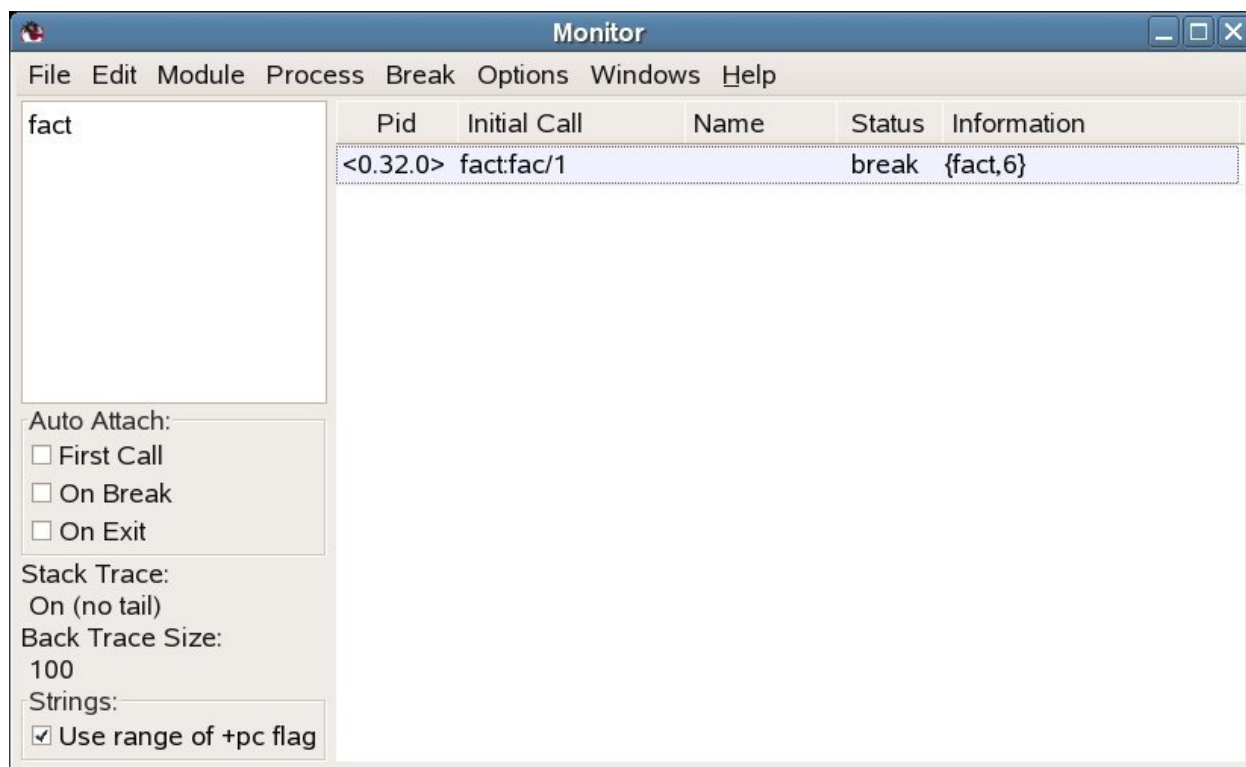 Monitor
File Edit Module Process Break Options Windows Help
fact
Pid Initial Call Name Status Information
<0.32.0> fact:fac/1 break {fact,6}
Auto Attach:
First Call
On Break
On Exit
Stack Trace:
On (no tail)
Back Trace Size:
100
Strings:
Use range of +pc flag